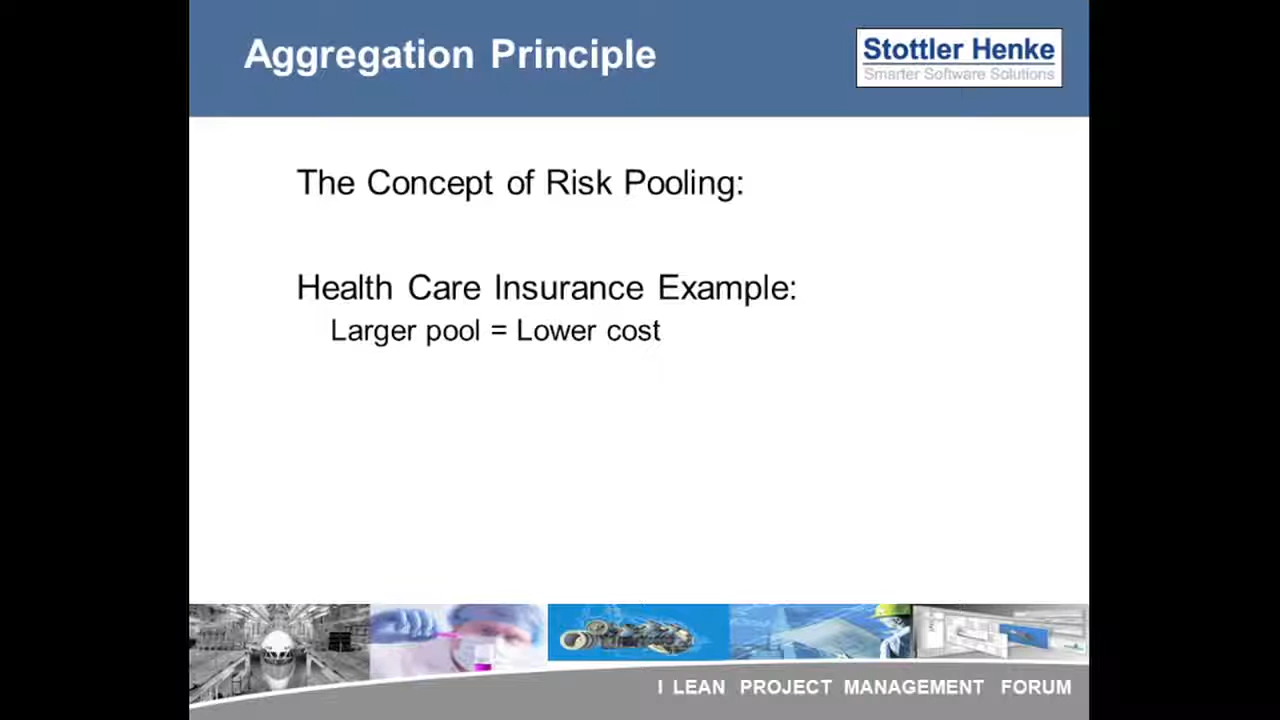 Aggregation Principle
Stottler Henke
Smarter Software Solutions
The Concept of Risk Pooling:
Health Care Insurance Example:
Larger pool = Lower cost
I LEAN PROJECT MANAGEMENT FORUM